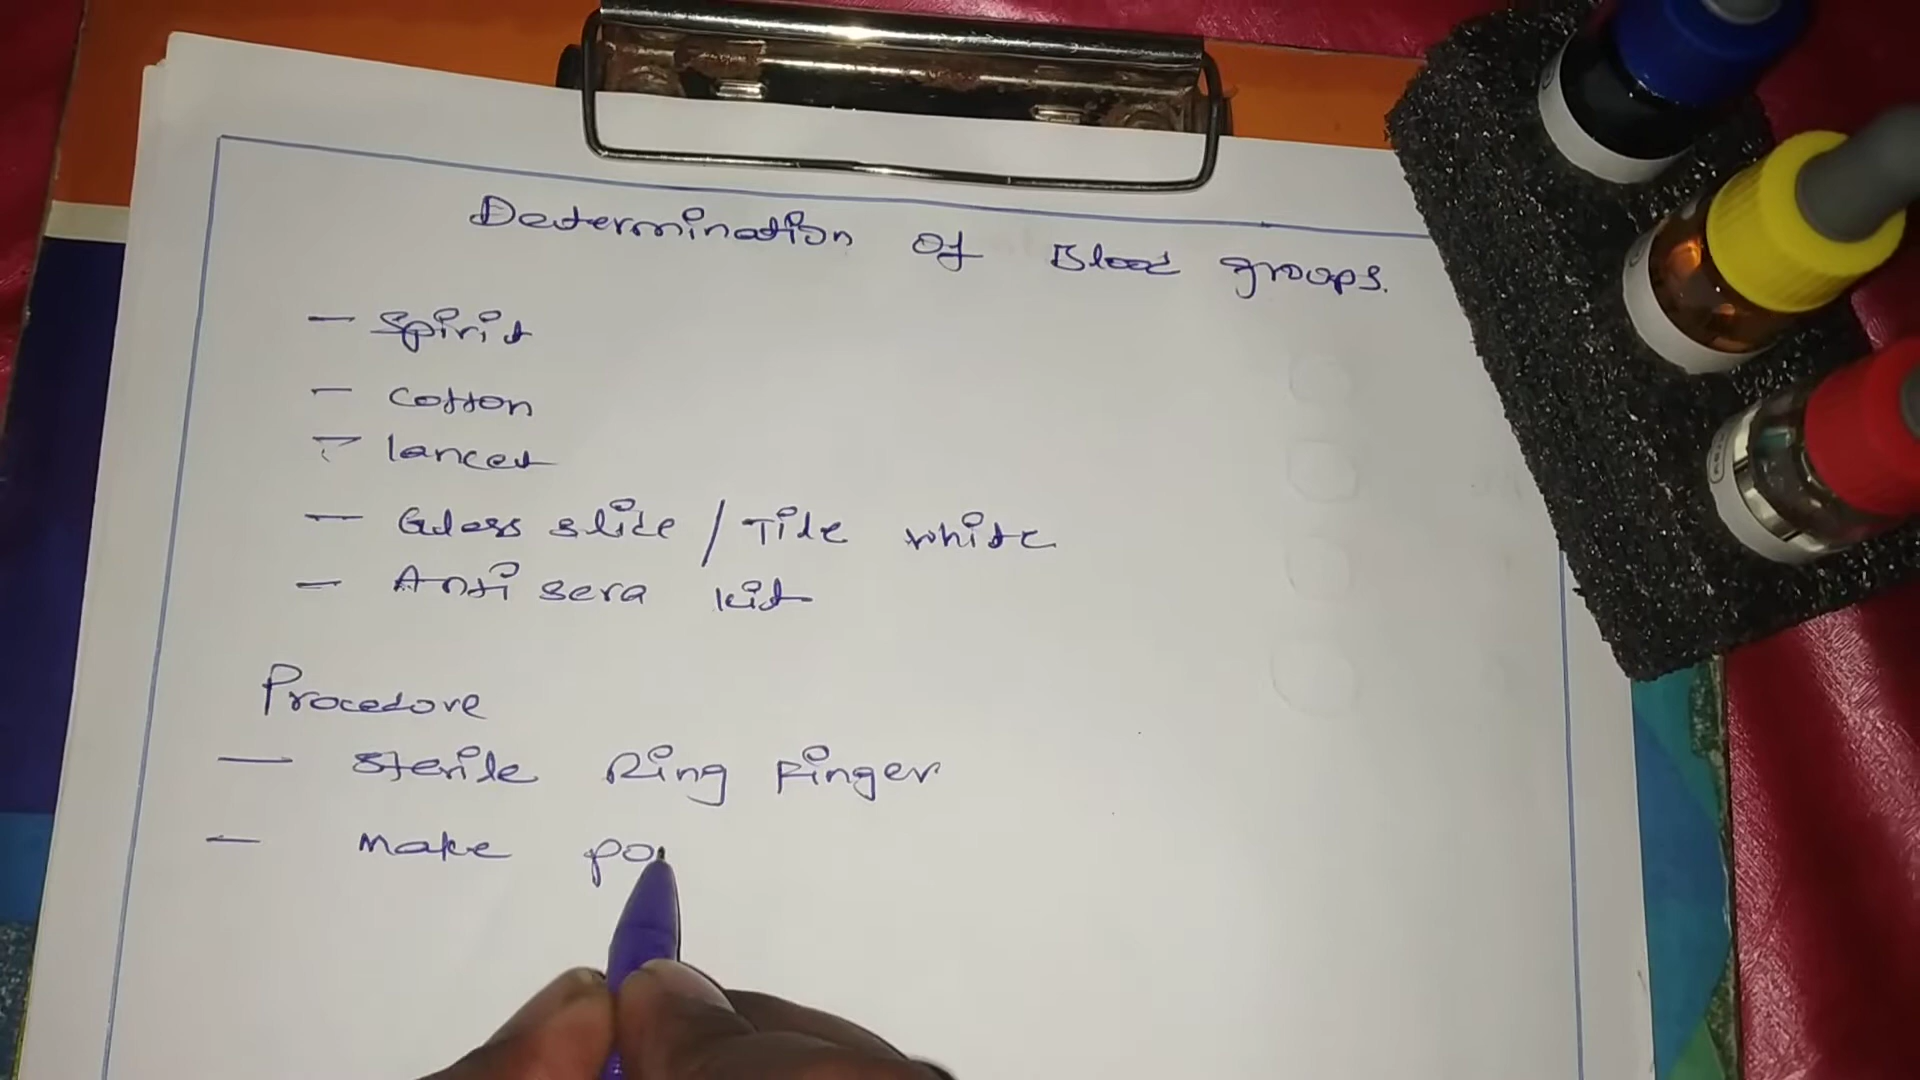 Determination of Blood groups.
- spirit
- cotton
- lancet
- Glass slide / Tile white
- Anti sera kit
Procedure
- sterile Ring Finger
- make po